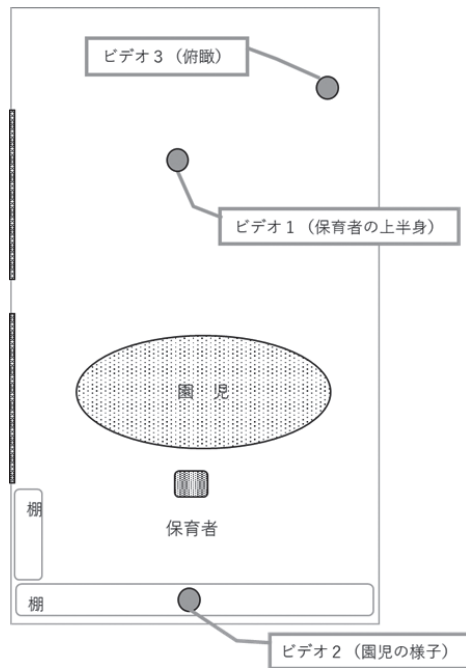 ビデオ３（俯瞰）
ビデオ１（保育者の上半身）
園　児
棚
保育者
棚
ビデオ２（園児の様子）